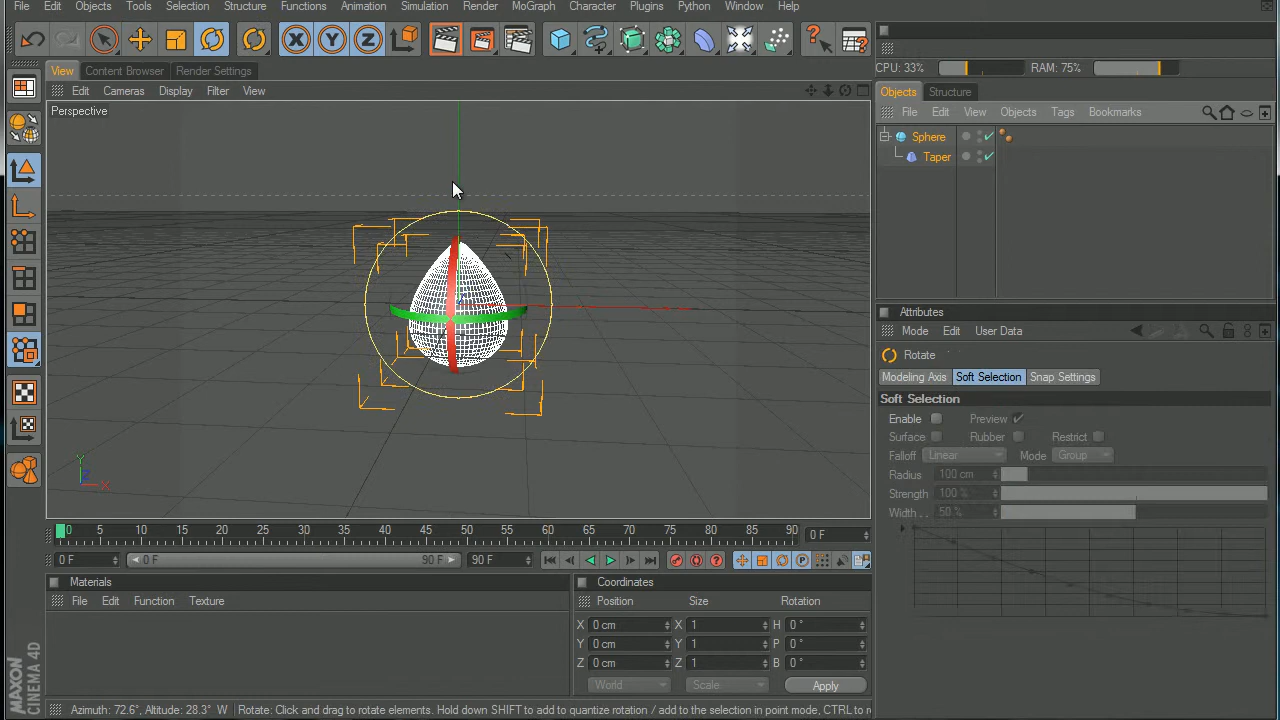 File Edit Objects Tools Selection Structure Functions Animation Simulation Render MoGraph Character Plugins Python Window Help
X Y Z
CPU: 33% RAM: 75%
View Content Browser Render Settings
Edit Cameras Display Filter View
Perspective
Objects Structure
File Edit View Objects Tags Bookmarks
Sphere
Taper
Attributes
Mode Edit User Data
Rotate
Modeling Axis Soft Selection Snap Settings
Soft Selection
Enable Preview
Surface Rubber Restrict
Falloff Linear Mode Group
Radius 100 cm
Strength 100 %
Width . . 50 %
Y
Z
X
0 5 10 15 20 25 30 35 40 45 50 55 60 65 70 75 80 85 90 0 F
0 F 0 F 90 F 90 F
Materials
File Edit Function Texture
Coordinates
Position Size Rotation
X 0 cm X 1 H 0 °
Y 0 cm Y 1 P 0 °
Z 0 cm Z 1 B 0 °
World Scale Apply
MAXON
CINEMA 4D
Azimuth: 72.6°, Altitude: 28.3° W Rotate: Click and drag to rotate elements. Hold down SHIFT to quantize rotation / add to the selection in point mode, CTRL to r